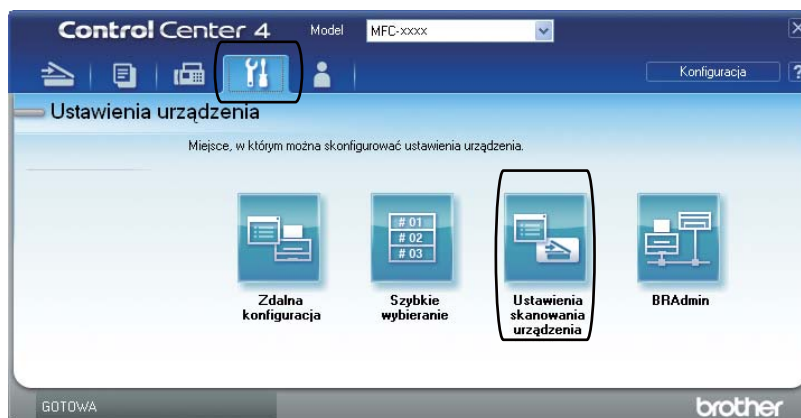 Control Center 4
Model
MFC-xxxx
Konfiguracja
?
Ustawienia urządzenia
Miejsce, w którym można skonfigurować ustawienia urządzenia.
# 01
# 02
# 03
Zdalna
konfiguracja
Szybkie
wybieranie
Ustawienia
skanowania
urządzenia
BRAdmin
GOTOWA
brother